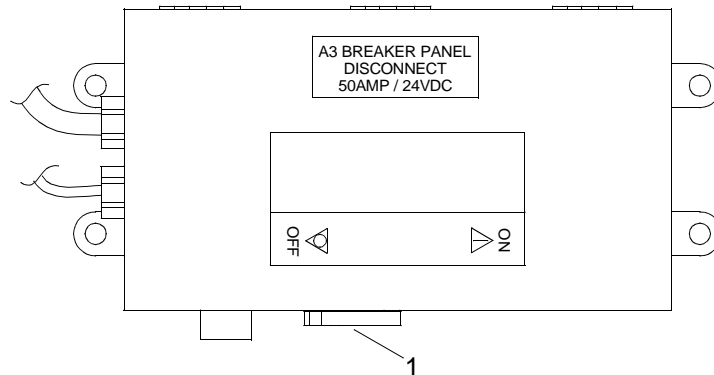 A3 BREAKER PANEL
DISCONNECT
50AMP / 24VDC
OFF
ON
1